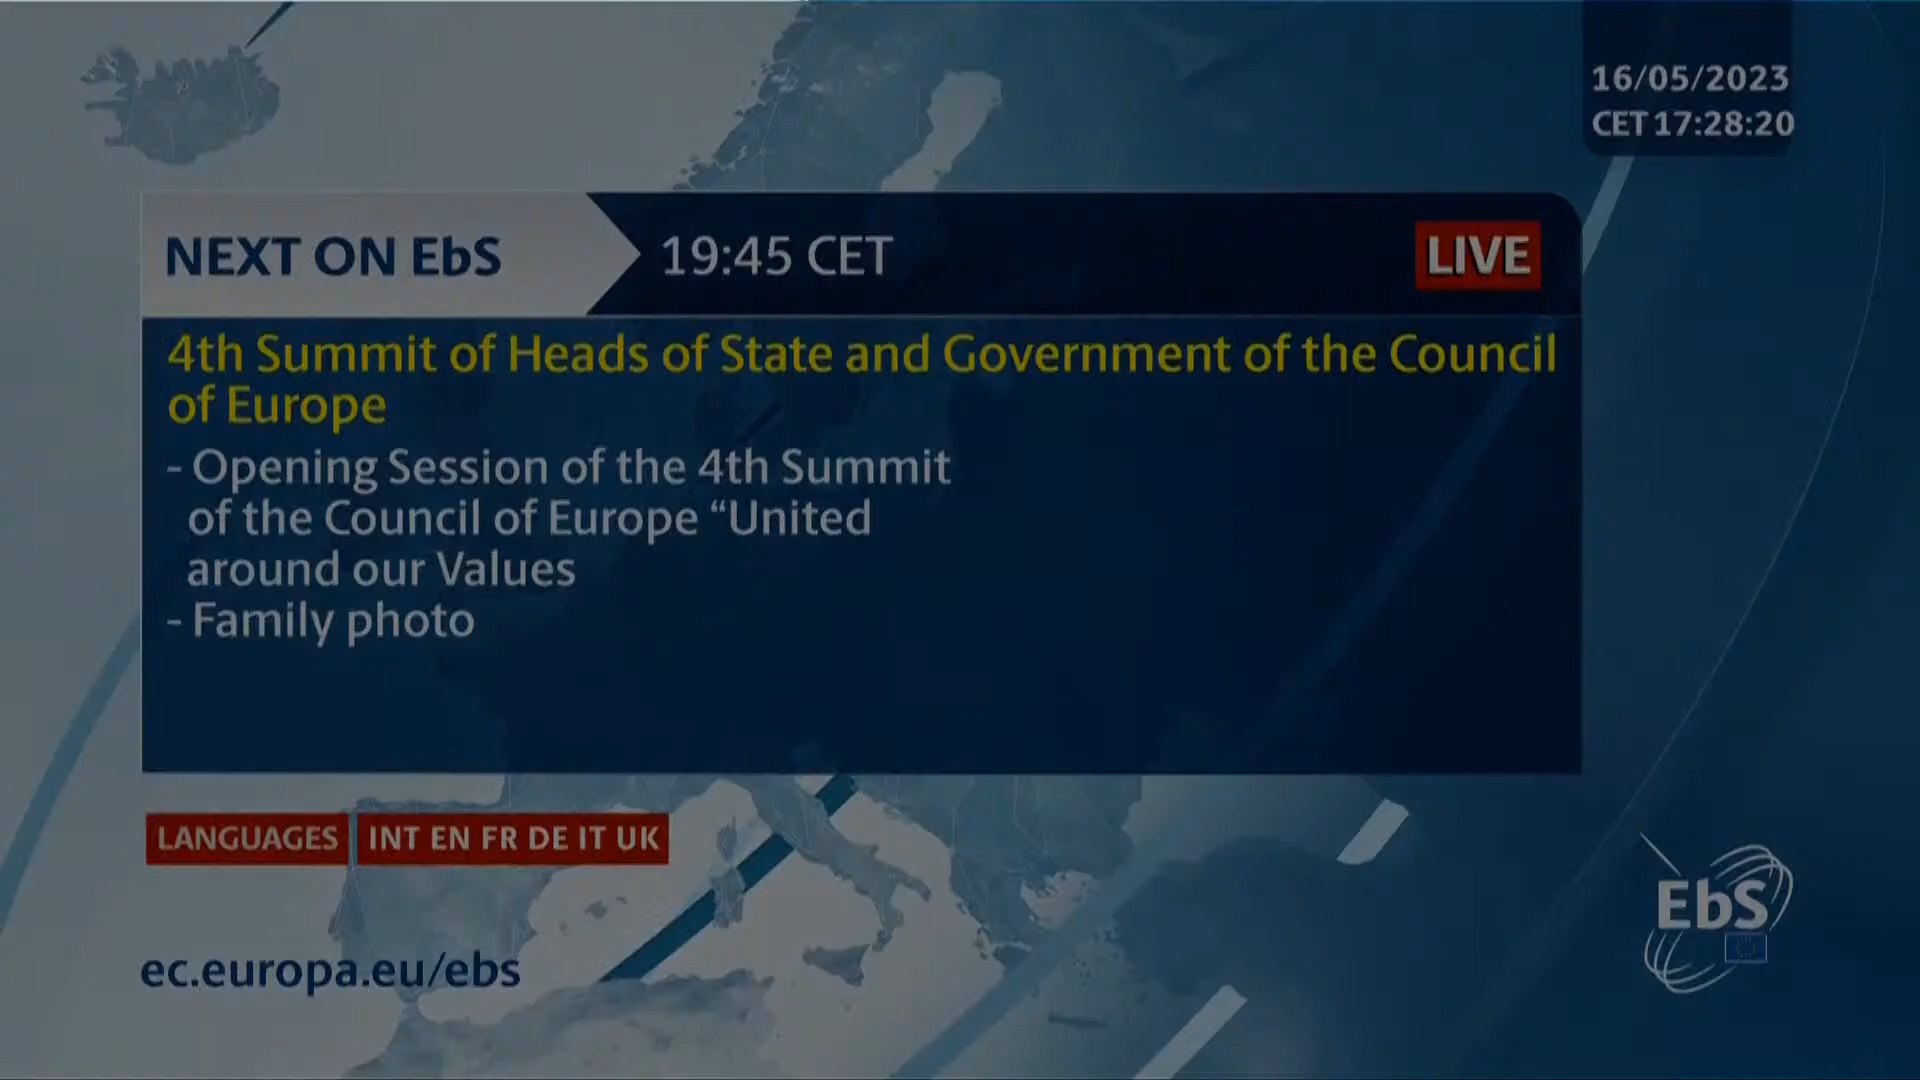 16/05/2023
CET 17:28:20
NEXT ON EbS
19:45 CET
LIVE
4th Summit of Heads of State and Government of the Council
of Europe
- Opening Session of the 4th Summit
of the Council of Europe “United
around our Values
- Family photo
LANGUAGES
INT EN FR DE IT UK
EbS
ec.europa.eu/ebs